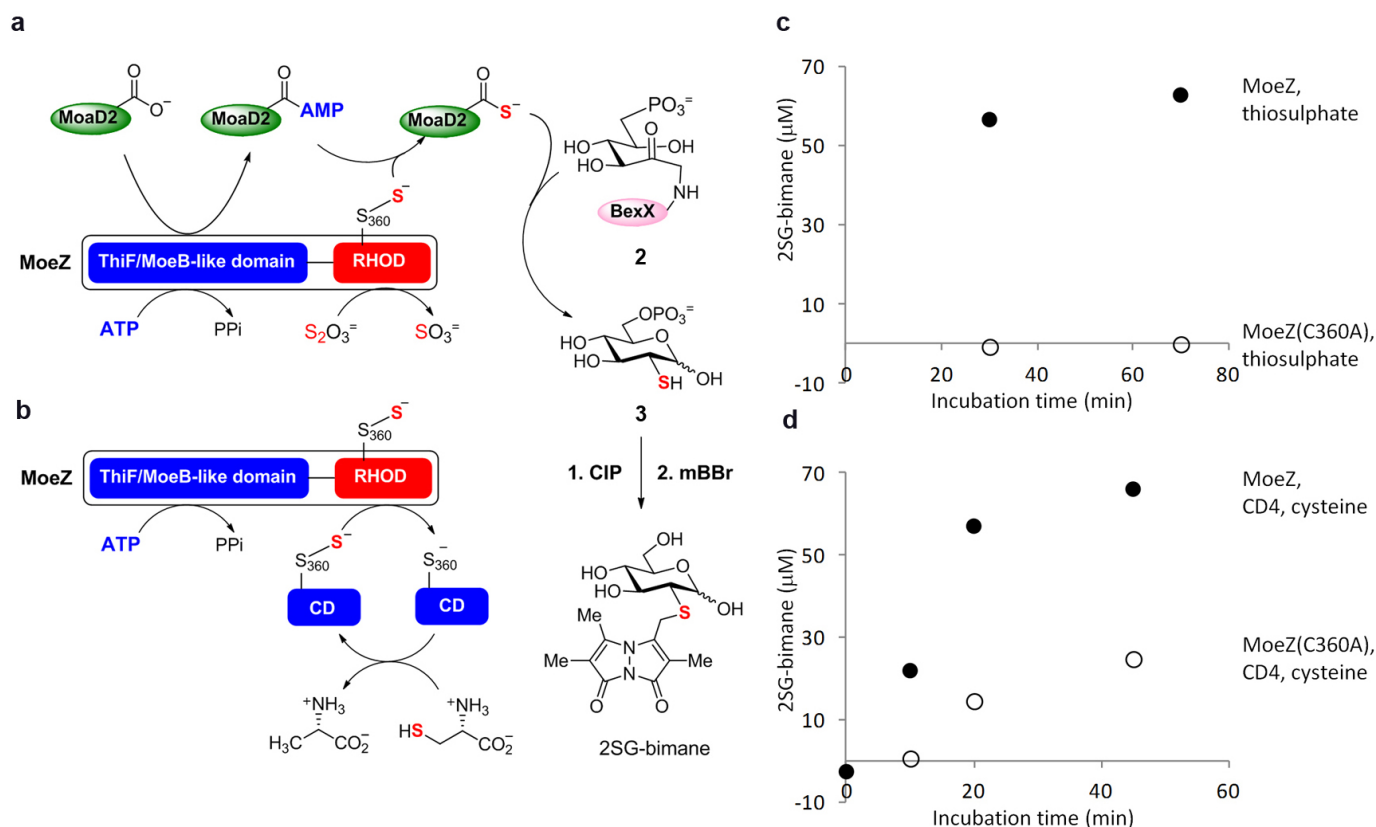 a
O
O⁻
MoaD2
O
AMP
MoaD2
O
S⁻
MoaD2
PO₃⁼
HO
O
OH
HO
NH
BexX
2
S⁻
S
360
MoeZ
ThiF/MoeB-like domain
RHOD
ATP
PPi
S₂O₃⁼
SO₃⁼
OPO₃⁼
HO
O
HO
SH
OH
3
1. CIP
2. mBBr
OH
HO
O
HO
OH
S
Me
Me
N
N
Me
O
O
2SG-bimane
b
S⁻
S
360
MoeZ
ThiF/MoeB-like domain
RHOD
ATP
PPi
S⁻
S
360
CD
S⁻
360
CD
⁺NH₃
H₃C
CO₂⁻
⁺NH₃
HS
CO₂⁻
c
70
50
30
10
-10
0
20
40
60
80
2SG-bimane (µM)
Incubation time (min)
MoeZ,
thiosulphate
MoeZ(C360A),
thiosulphate
d
70
50
30
10
-10
0
20
40
60
2SG-bimane (µM)
Incubation time (min)
MoeZ,
CD4, cysteine
MoeZ(C360A),
CD4, cysteine